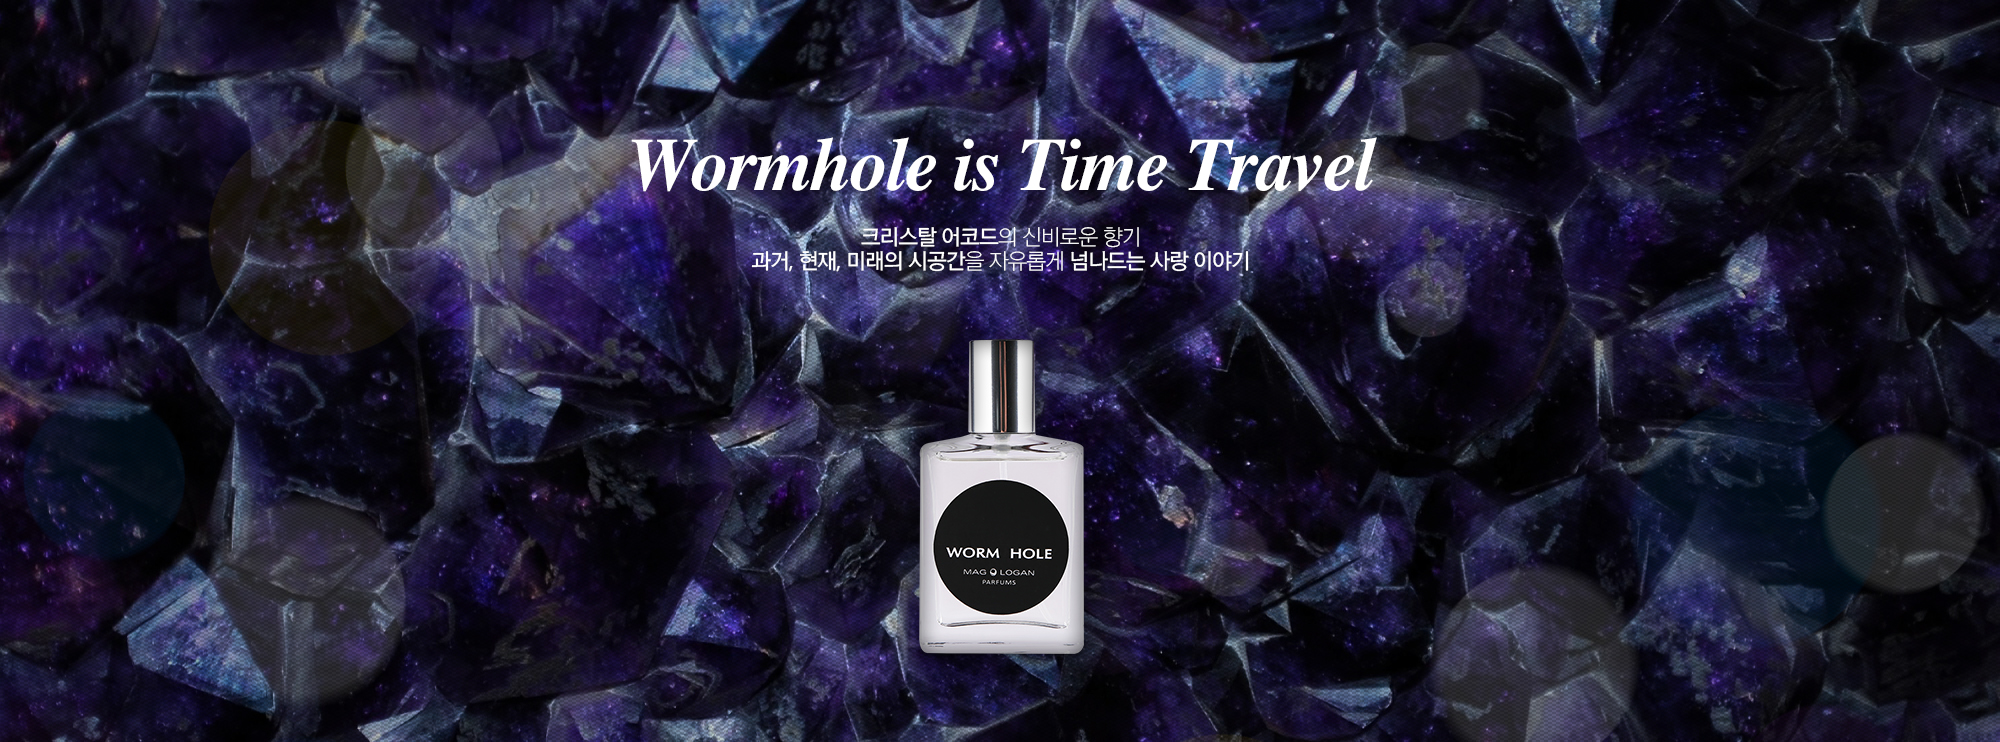 Wormhole is Time Travel
크리스탈 어코드의 신비로운 향기
과거, 현재, 미래의 시공간을 자유롭게 넘나드는 사랑 이야기
WORM HOLE
MAG LOGAN
PARFUMS